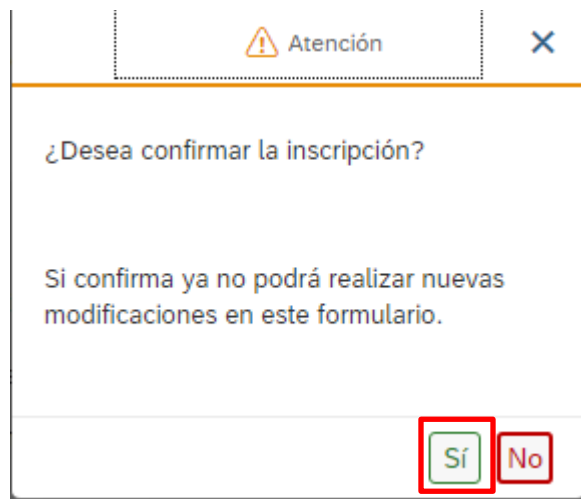 Atención
¿Desea confirmar la inscripción?
Si confirma ya no podrá realizar nuevas
modificaciones en este formulario.
Sí No